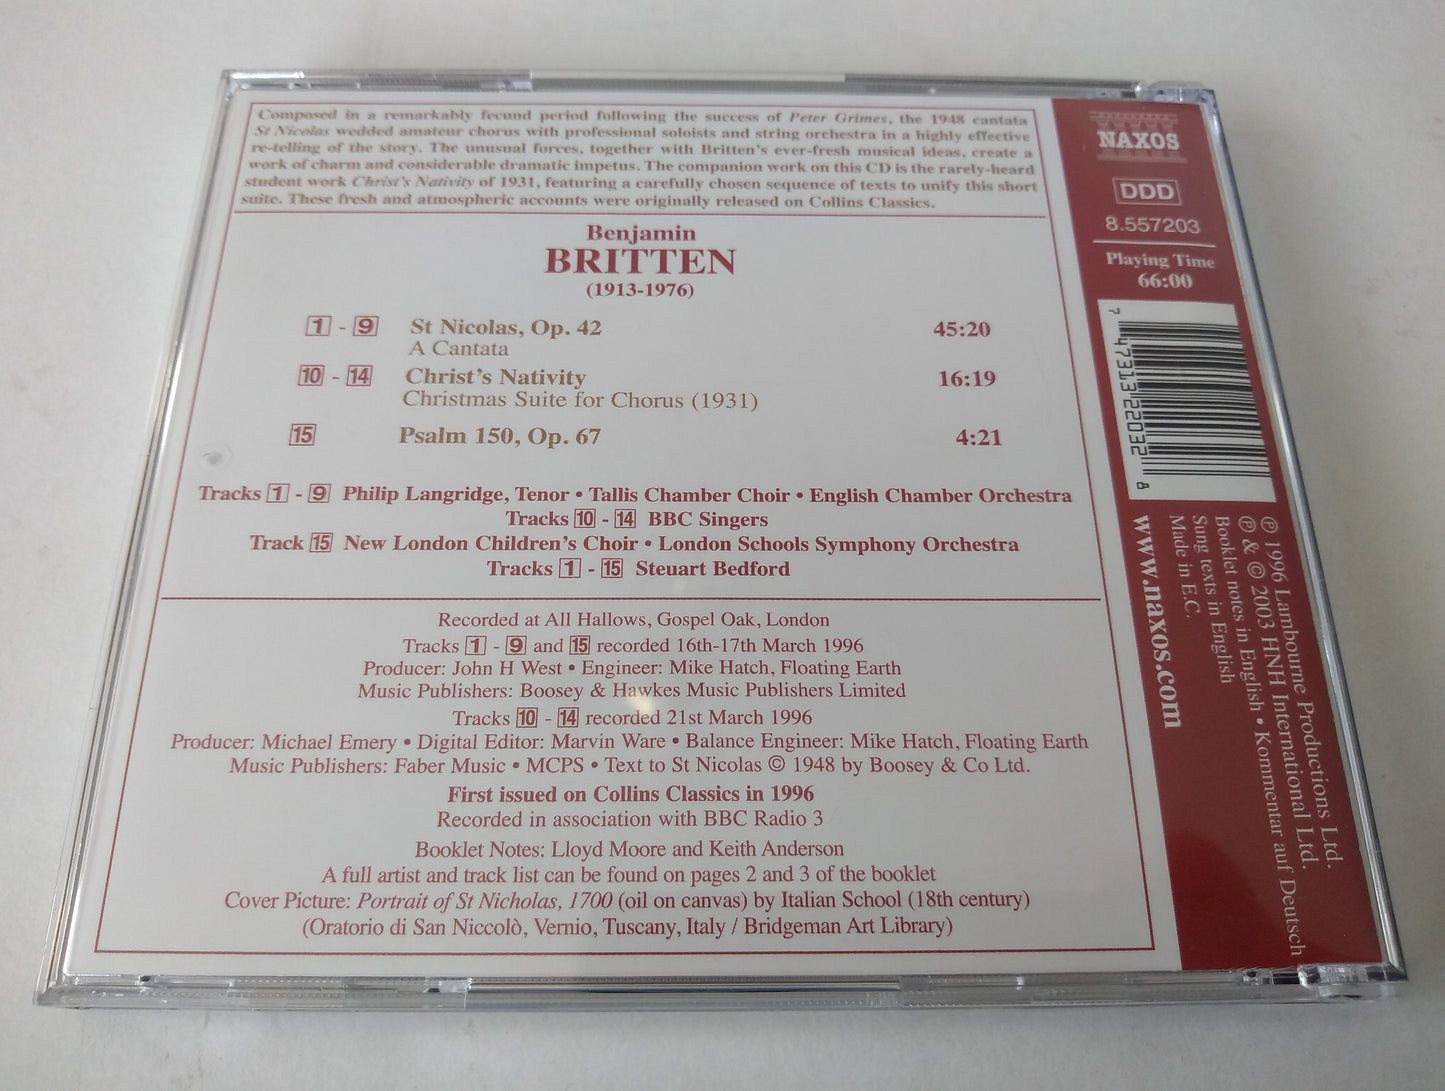 Composed in a remarkably fecund period following the success of Peter Grimes, the 1948 cantata
St Nicolas wedded amateur chorus with professional soloists and string orchestra in a highly effective
re-telling of the story. The unusual forces, together with Britten's ever-fresh musical ideas, create a
work of charm and considerable dramatic impetus. The companion work on this CD is the rarely-heard
student work Christ's Nativity of 1931, featuring a carefully chosen sequence of texts to unify this short
suite. These fresh and atmospheric accounts were originally released on Collins Classics.
Benjamin
BRITTEN
(1913-1976)
1 - 9 St Nicolas, Op. 42 45:20
A Cantata
10 - 14 Christ's Nativity 16:19
Christmas Suite for Chorus (1931)
15 Psalm 150, Op. 67 4:21
Tracks 1 - 9 Philip Langridge, Tenor • Tallis Chamber Choir • English Chamber Orchestra
Tracks 10 - 14 BBC Singers
Track 15 New London Children's Choir • London Schools Symphony Orchestra
Tracks 1 - 15 Steuart Bedford
Recorded at All Hallows, Gospel Oak, London
Tracks 1 - 9 and 15 recorded 16th-17th March 1996
Producer: John H West • Engineer: Mike Hatch, Floating Earth
Music Publishers: Boosey & Hawkes Music Publishers Limited
Tracks 10 - 14 recorded 21st March 1996
Producer: Michael Emery • Digital Editor: Marvin Ware • Balance Engineer: Mike Hatch, Floating Earth
Music Publishers: Faber Music • MCPS • Text to St Nicolas © 1948 by Boosey & Co Ltd.
First issued on Collins Classics in 1996
Recorded in association with BBC Radio 3
Booklet Notes: Lloyd Moore and Keith Anderson
A full artist and track list can be found on pages 2 and 3 of the booklet
Cover Picture: Portrait of St Nicholas, 1700 (oil on canvas) by Italian School (18th century)
(Oratorio di San Niccolò, Vernio, Tuscany, Italy / Bridgeman Art Library)
NAXOS
DDD
8.557203
Playing Time
66:00
7 47313 22032 8
℗ 1996 Lambourne Productions Ltd.
℗ & © 2003 HNH International Ltd.
Booklet notes in English • Kommentar auf Deutsch
Sung texts in English
Made in E.C.
www.naxos.com